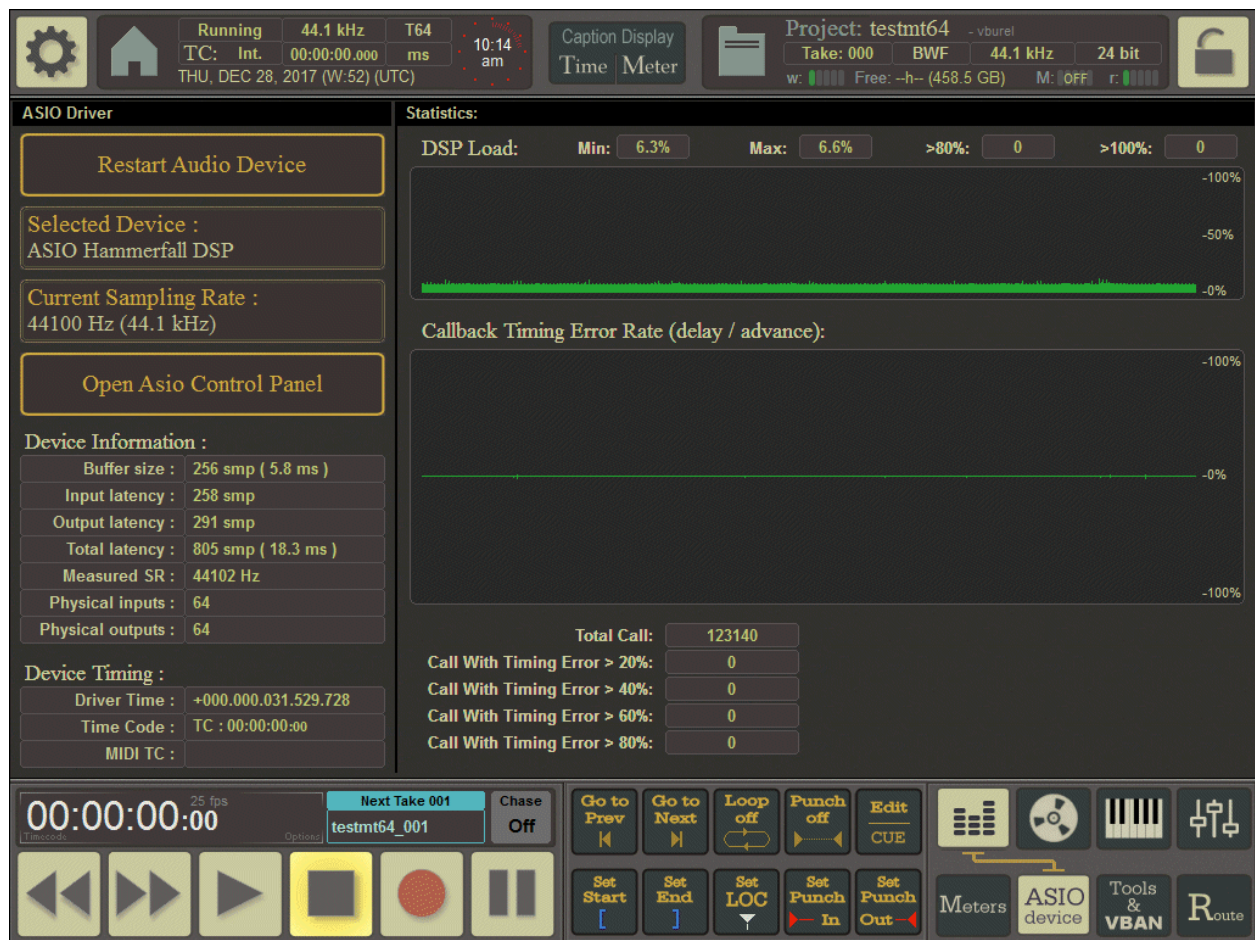 Running 44.1 kHz T64
TC: Int. 00:00:00.000 ms
THU, DEC 28, 2017 (W:52) (UTC)
10:14
am
Caption Display
Time Meter
Project: testmt64 - vburel
Take: 000 BWF 44.1 kHz 24 bit
w: Free: --h-- (458.5 GB) M: OFF r:
ASIO Driver
Restart Audio Device
Selected Device :
ASIO Hammerfall DSP
Current Sampling Rate :
44100 Hz (44.1 kHz)
Open Asio Control Panel
Device Information :
Buffer size : 256 smp ( 5.8 ms )
Input latency : 258 smp
Output latency : 291 smp
Total latency : 805 smp ( 18.3 ms )
Measured SR : 44102 Hz
Physical inputs : 64
Physical outputs : 64
Device Timing :
Driver Time : +000.000.031.529.728
Time Code : TC : 00:00:00:00
MIDI TC :
Statistics:
DSP Load: Min: 6.3% Max: 6.6% >80%: 0 >100%: 0
-100%
-50%
-0%
Callback Timing Error Rate (delay / advance):
-100%
-0%
-100%
Total Call: 123140
Call With Timing Error > 20%: 0
Call With Timing Error > 40%: 0
Call With Timing Error > 60%: 0
Call With Timing Error > 80%: 0
00:00:00:00
25 fps
Timecode
Options
Next Take 001
testmt64_001
Chase
Off
Go to
Prev
Go to
Next
Loop
off
Punch
off
Edit
CUE
Set
Start
[
Set
End
]
Set
LOC
Set
Punch
In
Set
Punch
Out
Meters
ASIO
device
Tools
&
VBAN
Route